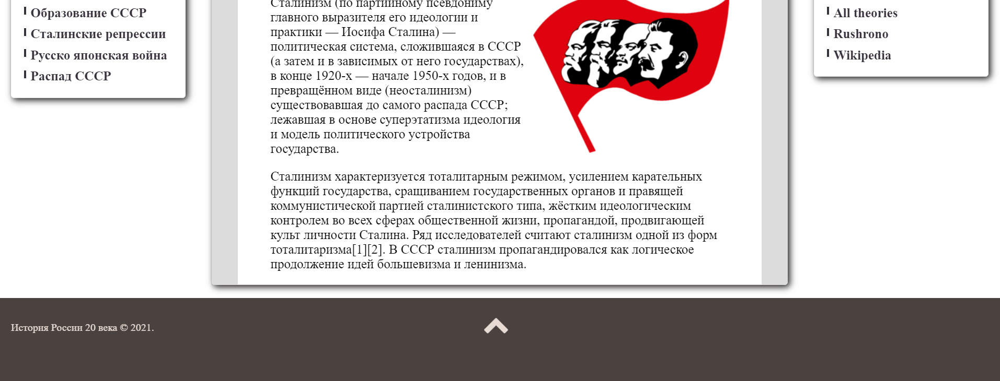 Образование СССР
Сталинские репрессии
Русско японская война
Распад СССР
Сталинизм (по партийному псевдониму
главного выразителя его идеологии и
практики — Иосифа Сталина) —
политическая система, сложившаяся в СССР
(а затем и в зависимых от него государствах),
в конце 1920-х — начале 1950-х годов, и в
превращённом виде (неосталинизм)
существовавшая до самого распада СССР;
лежавшая в основе суперэтатизма идеология
и модель политического устройства
государства.
Сталинизм характеризуется тоталитарным режимом, усилением карательных
функций государства, сращиванием государственных органов и правящей
коммунистической партией сталинистского типа, жёстким идеологическим
контролем во всех сферах общественной жизни, пропагандой, продвигающей
культ личности Сталина. Ряд исследователей считают сталинизм одной из форм
тоталитаризма[1][2]. В СССР сталинизм пропагандировался как логическое
продолжение идей большевизма и ленинизма.
All theories
Rushrono
Wikipedia
История России 20 века © 2021.